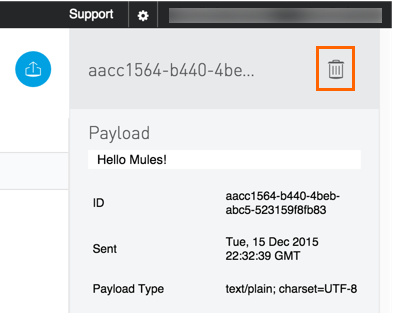 Support
aacc1564-b440-4be...
Payload
Hello Mules!
ID
aacc1564-b440-4beb-
abc5-523159f8fb83
Sent
Tue, 15 Dec 2015
22:32:39 GMT
Payload Type
text/plain; charset=UTF-8